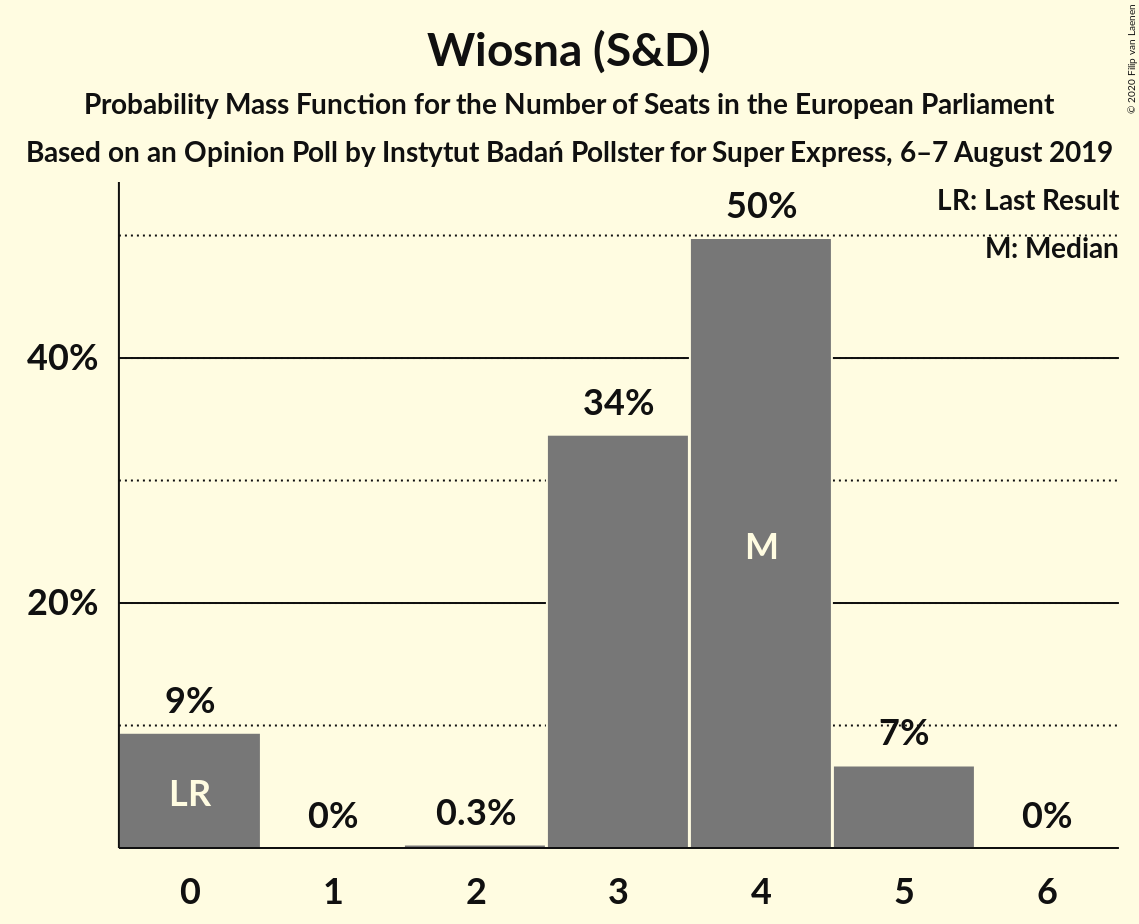 Wiosna (S&D)
Probability Mass Function for the Number of Seats in the European Parliament
Based on an Opinion Poll by Instytut Badań Pollster for Super Express, 6–7 August 2019
© 2020 Filip van Laenen
LR: Last Result
M: Median
50%
40%
34%
M
20%
9%
7%
LR
0%
0.3%
0%
0 1 2 3 4 5 6